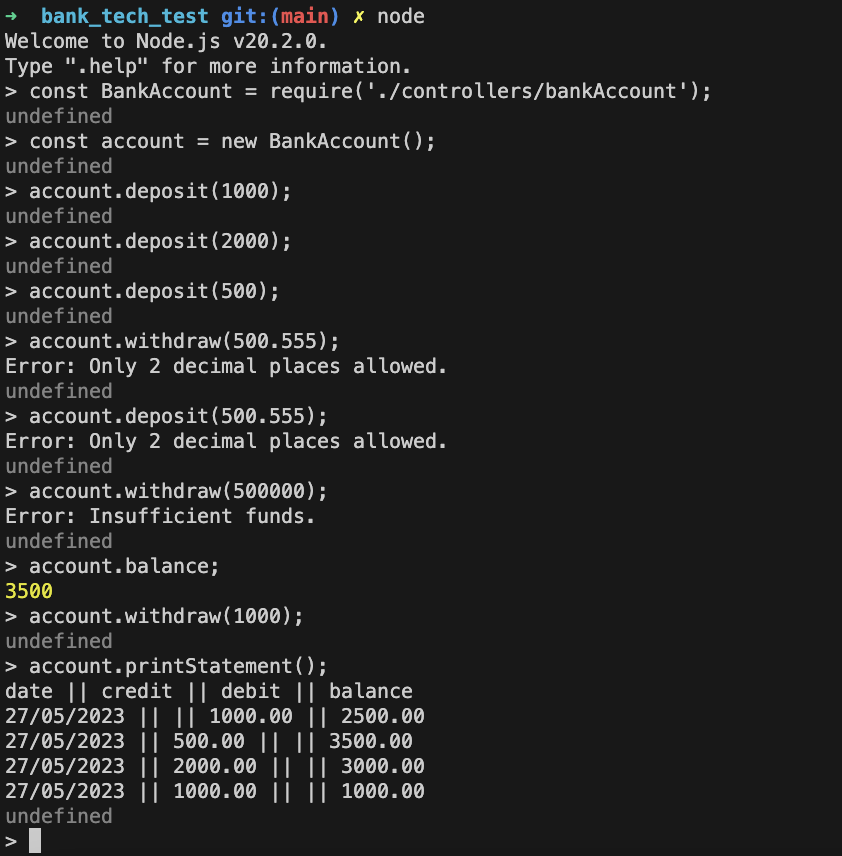 → bank_tech_test git:(main) ✗ node
Welcome to Node.js v20.2.0.
Type ".help" for more information.
> const BankAccount = require('./controllers/bankAccount');
undefined
> const account = new BankAccount();
undefined
> account.deposit(1000);
undefined
> account.deposit(2000);
undefined
> account.deposit(500);
undefined
> account.withdraw(500.555);
Error: Only 2 decimal places allowed.
undefined
> account.deposit(500.555);
Error: Only 2 decimal places allowed.
undefined
> account.withdraw(500000);
Error: Insufficient funds.
undefined
> account.balance;
3500
> account.withdraw(1000);
undefined
> account.printStatement();
date || credit || debit || balance
27/05/2023 || || 1000.00 || 2500.00
27/05/2023 || 500.00 || || 3500.00
27/05/2023 || 2000.00 || || 3000.00
27/05/2023 || 1000.00 || || 1000.00
undefined
>